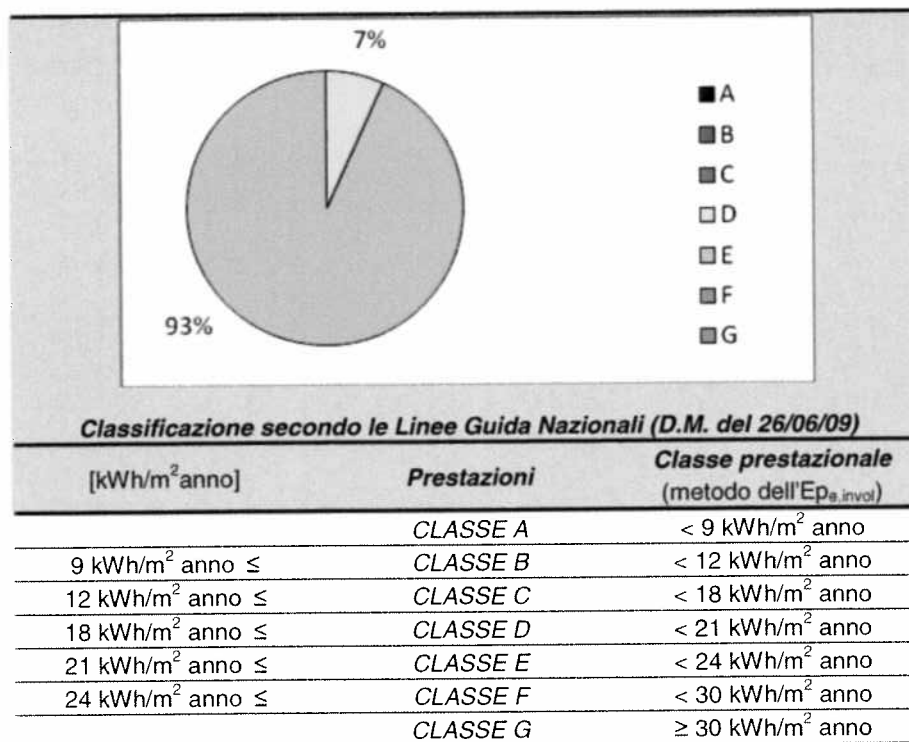 7%
93%
A
B
C
D
E
F
G
Classificazione secondo le Linee Guida Nazionali (D.M. del 26/06/09)
[kWh/m²anno] Prestazioni Classe prestazionale (metodo dell'Epe,invol)
CLASSE A < 9 kWh/m² anno
9 kWh/m² anno ≤ CLASSE B < 12 kWh/m² anno
12 kWh/m² anno ≤ CLASSE C < 18 kWh/m² anno
18 kWh/m² anno ≤ CLASSE D < 21 kWh/m² anno
21 kWh/m² anno ≤ CLASSE E < 24 kWh/m² anno
24 kWh/m² anno ≤ CLASSE F < 30 kWh/m² anno
CLASSE G ≥ 30 kWh/m² anno